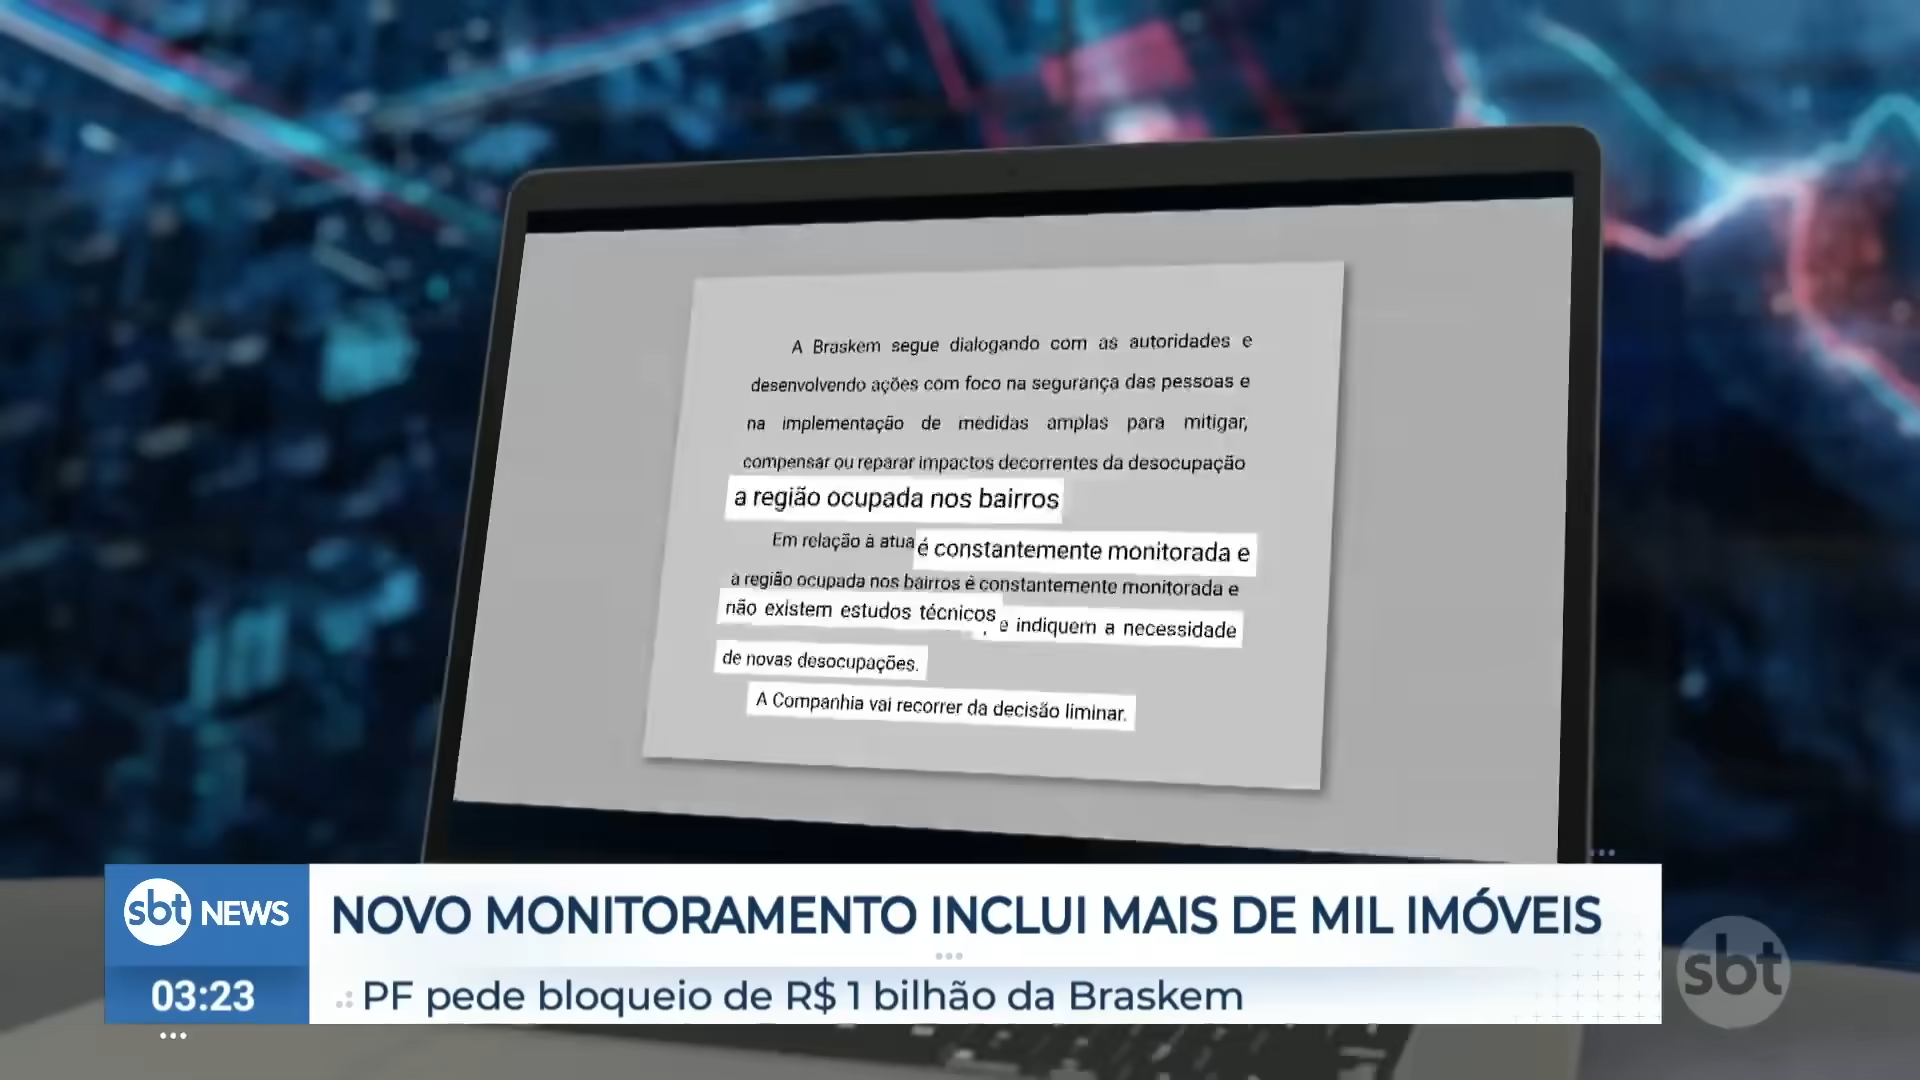 A Braskem segue dialogando com as autoridades e
desenvolvendo ações com foco na segurança das pessoas e
na implementação de medidas amplas para mitigar,
compensar ou reparar impactos decorrentes da desocupação
a região ocupada nos bairros
Em relação à atua
é constantemente monitorada e
a região ocupada nos bairros é constantemente monitorada e
não existem estudos técnicos
e indiquem a necessidade
de novas desocupações.
A Companhia vai recorrer da decisão liminar.
sbt NEWS
NOVO MONITORAMENTO INCLUI MAIS DE MIL IMÓVEIS
03:23
PF pede bloqueio de R$ 1 bilhão da Braskem
sbt